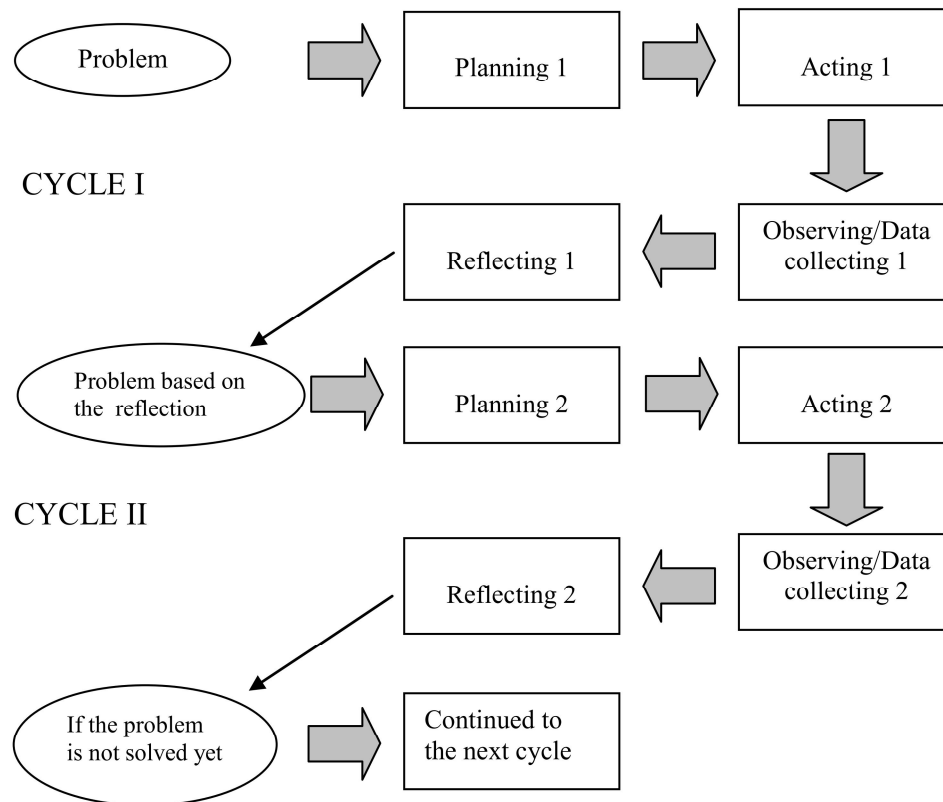 Problem
Planning 1
Acting 1
CYCLE I
Observing/Data
collecting 1
Reflecting 1
Problem based on
the reflection
Planning 2
Acting 2
CYCLE II
Observing/Data
collecting 2
Reflecting 2
If the problem
is not solved yet
Continued to
the next cycle